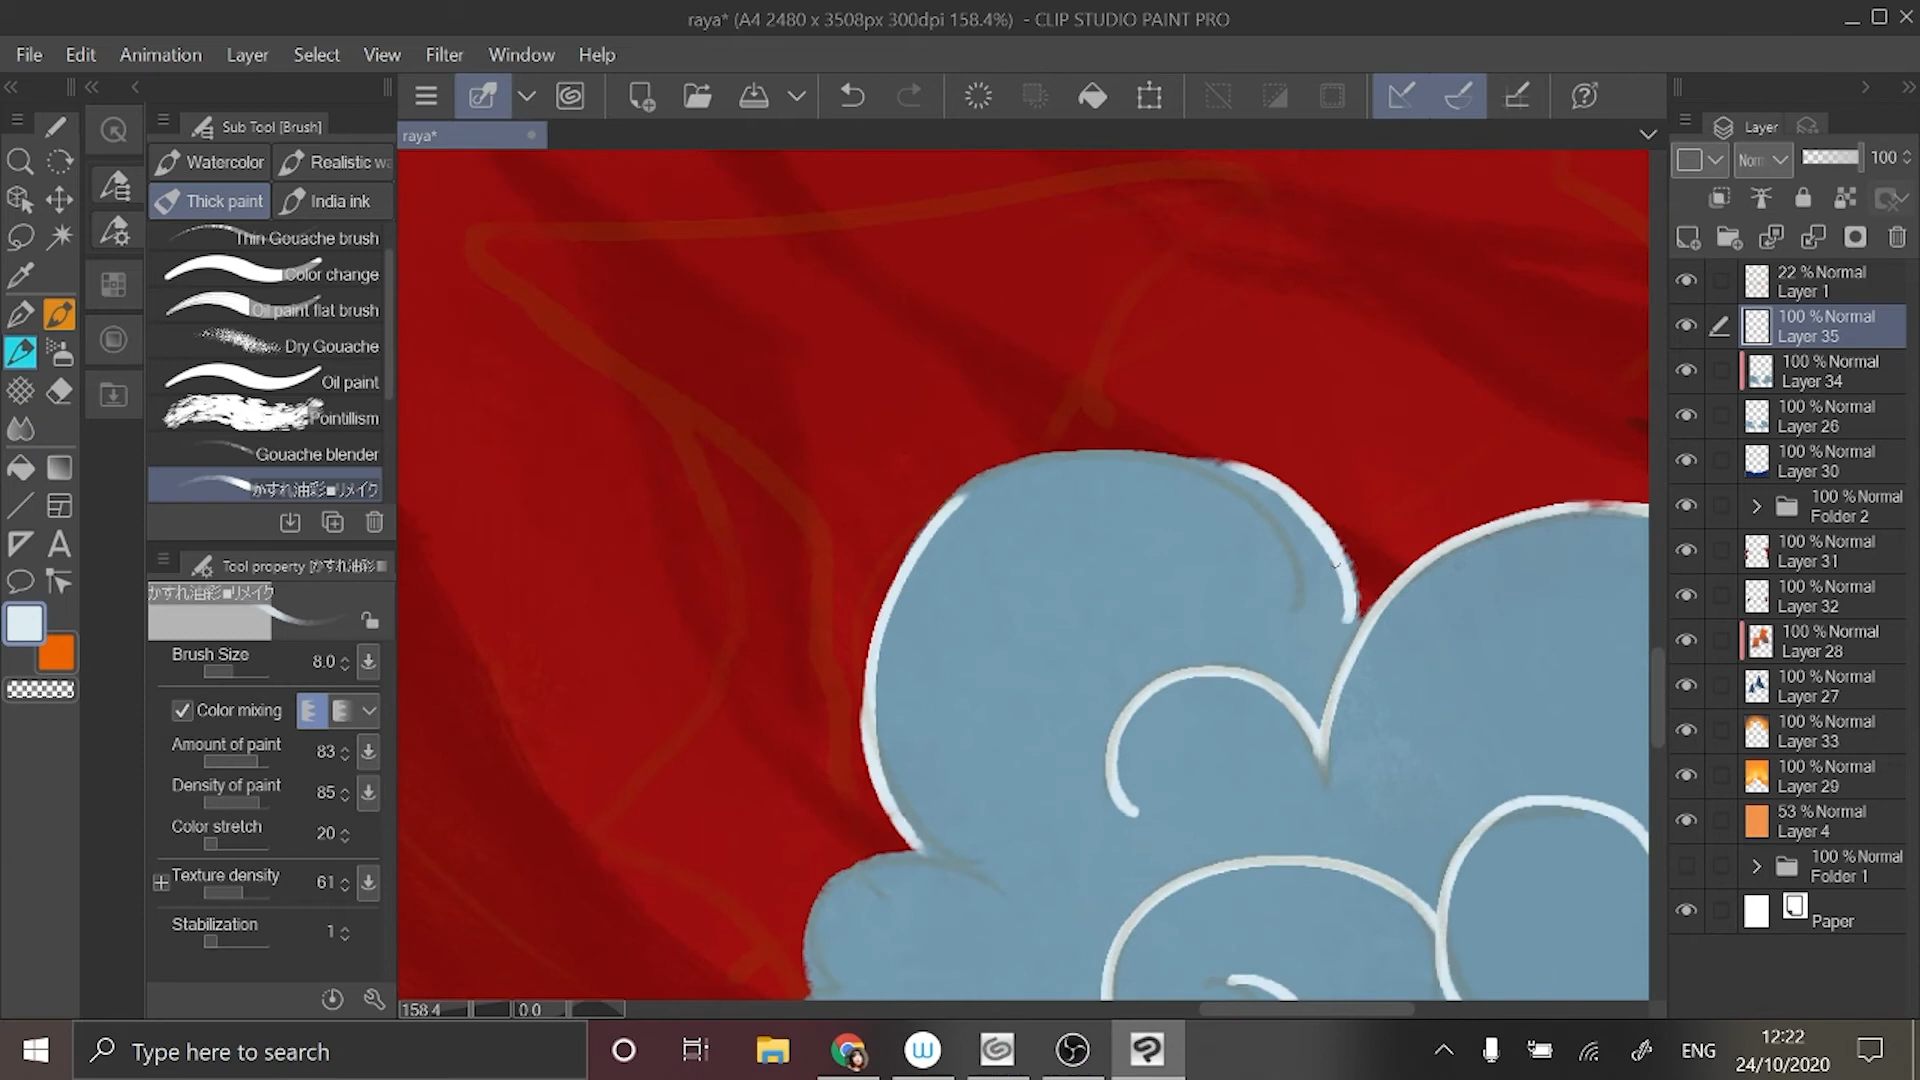 raya* (A4 2480 x 3508px 300dpi 158.4%) - CLIP STUDIO PAINT PRO
File Edit Animation Layer Select View Filter Window Help
raya*
Sub Tool [Brush]
Watercolor Realistic wa
Thick paint India ink
Thin Gouache brush
Color change
Oil paint flat brush
Dry Gouache
Oil paint
Pointillism
Gouache blender
かすれ油彩■リメイク
Tool property [かすれ油彩■
かすれ油彩■リメイク
Brush Size 8.0
Color mixing
Amount of paint 83
Density of paint 85
Color stretch 20
Texture density 61
Stabilization 1
158.4 0.0
Layer
Norm 100
22 % Normal
Layer 1
100 % Normal
Layer 35
100 % Normal
Layer 34
100 % Normal
Layer 26
100 % Normal
Layer 30
100 % Normal
Folder 2
100 % Normal
Layer 31
100 % Normal
Layer 32
100 % Normal
Layer 28
100 % Normal
Layer 27
100 % Normal
Layer 33
100 % Normal
Layer 29
53 % Normal
Layer 4
100 % Normal
Folder 1
Paper
Type here to search
ENG
12:22
24/10/2020